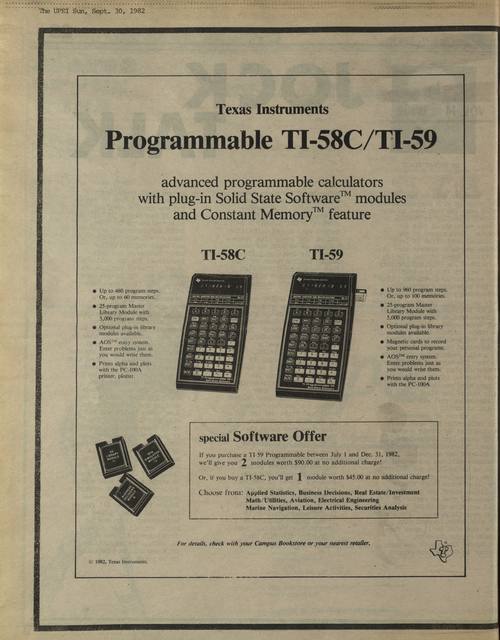 The UPEI Sun, Sept. 30, 1982
Texas Instruments
Programmable TI-58C/TI-59
advanced programmable calculators
with plug-in Solid State Software™ modules
and Constant Memory™ feature
TI-58C
Up to 480 program steps.
Or, up to 60 memories.
25-program Master
Library Module with
5,000 program steps.
Optional plug-in library
modules available.
AOS™ entry system.
Enter problems just as
you would write them.
Prints alpha and plots
with the PC-100A
printer, plotter.
TI-59
Up to 960 program steps.
Or, up to 100 memories.
25-program Master
Library Module with
5,000 program steps.
Optional plug-in library
modules available.
Magnetic cards to record
your personal programs.
AOS™ entry system.
Enter problems just as
you would write them.
Prints alpha and plots
with the PC-100A
special Software Offer
If you purchase a TI-59 Programmable between July 1 and Dec. 31, 1982,
we'll give you 2 modules worth $90.00 at no additional charge!
Or, if you buy a TI-58C, you'll get 1 module worth $45.00 at no additional charge!
Choose from: Applied Statistics, Business Decisions, Real Estate/Investment
Math/Utilities, Aviation, Electrical Engineering
Marine Navigation, Leisure Activities, Securities Analysis
For details, check with your Campus Bookstore or your nearest retailer.
© 1982, Texas Instruments.